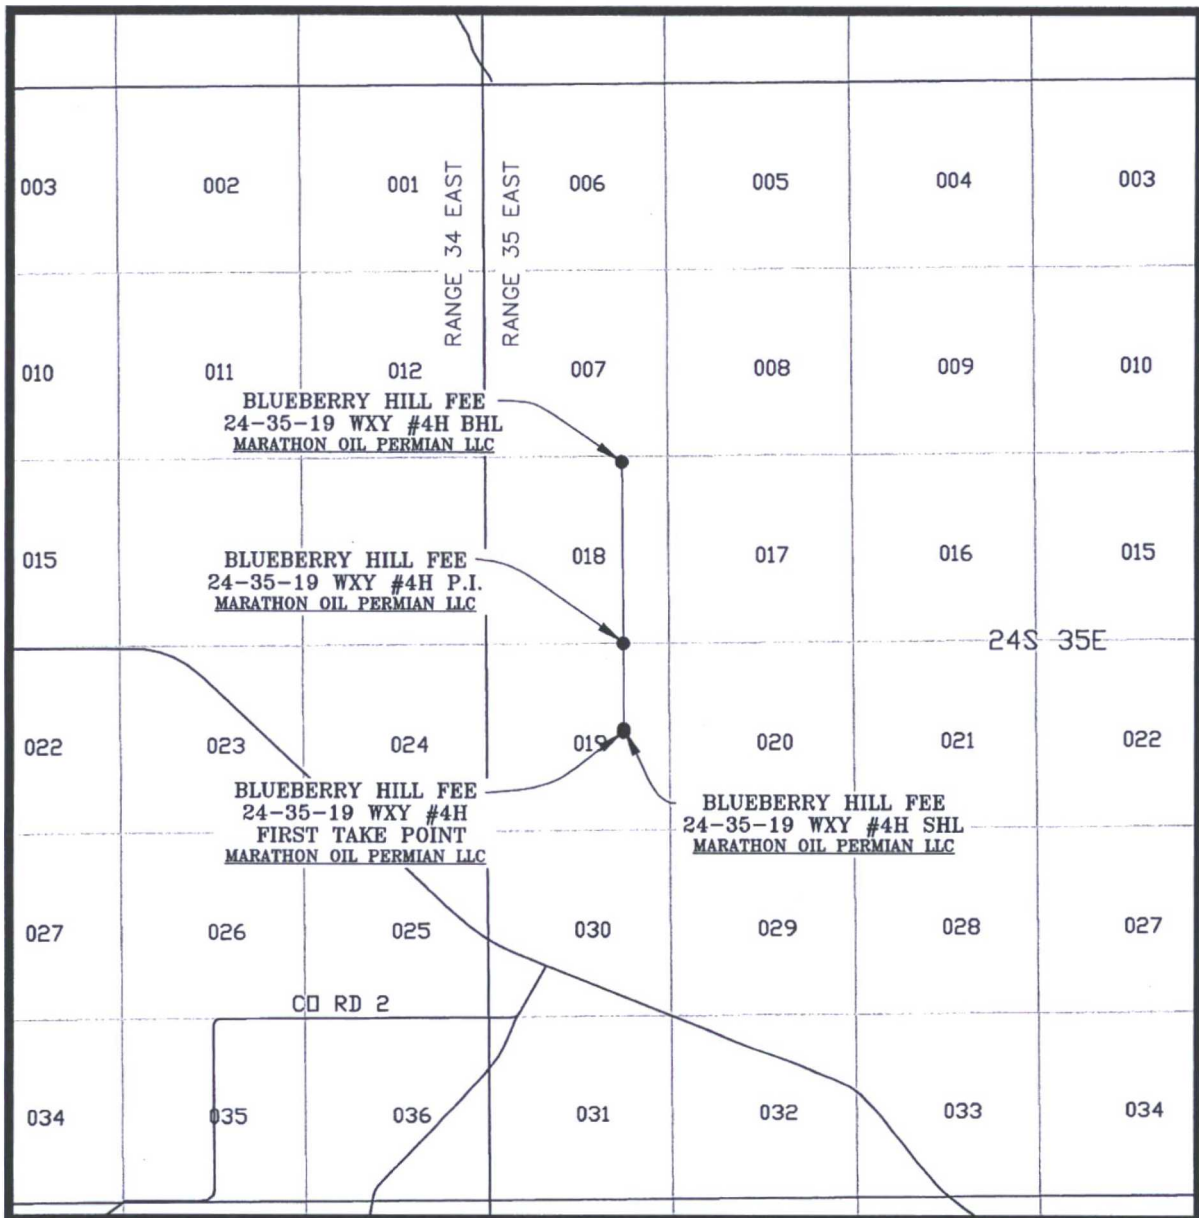 003
002
001
RANGE 34 EAST
RANGE 35 EAST
006
005
004
003
010
011
012
007
008
009
010
BLUEBERRY HILL FEE
24-35-19 WXY #4H BHL
MARATHON OIL PERMIAN LLC
015
BLUEBERRY HILL FEE
24-35-19 WXY #4H P.I.
MARATHON OIL PERMIAN LLC
018
017
016
015
24S 35E
022
023
024
019
020
021
022
BLUEBERRY HILL FEE
24-35-19 WXY #4H
FIRST TAKE POINT
MARATHON OIL PERMIAN LLC
BLUEBERRY HILL FEE
24-35-19 WXY #4H SHL
MARATHON OIL PERMIAN LLC
027
026
025
030
029
028
027
CO RD 2
034
035
036
031
032
033
034